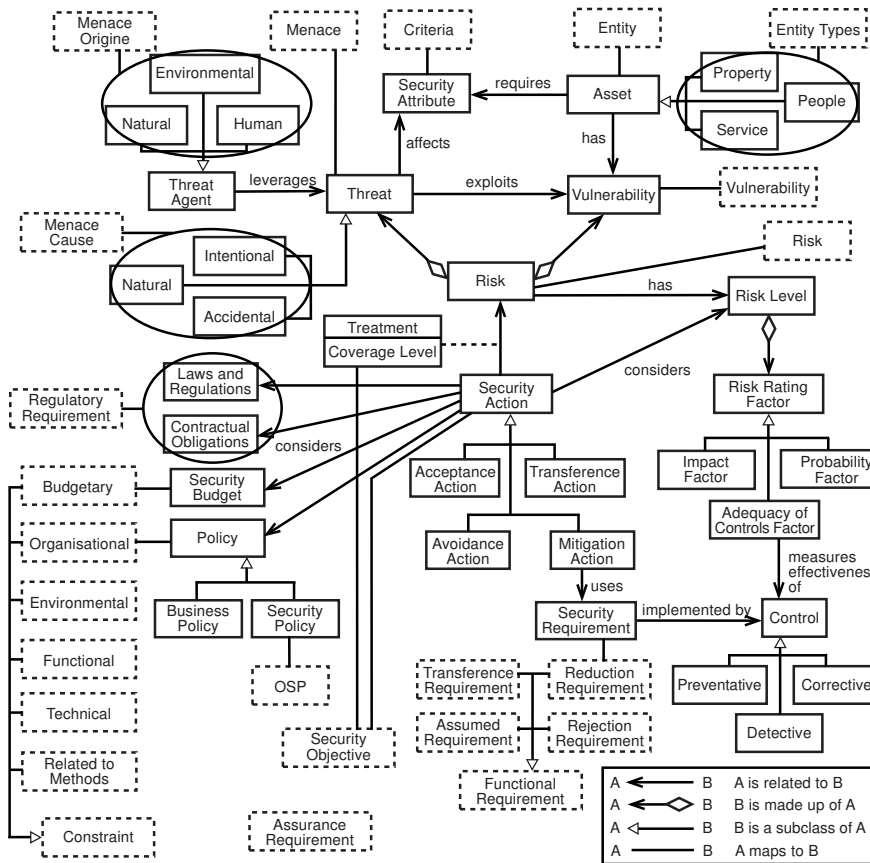 Menace
Origine
Menace
Criteria
Entity
Entity Types
Environmental
Natural
Human
Security
Attribute
requires
Asset
Property
People
Service
affects
has
Threat
Agent
leverages
Threat
exploits
Vulnerability
Vulnerability
Menace
Cause
Intentional
Natural
Accidental
Risk
Risk
has
Risk Level
Treatment
Coverage Level
considers
Laws and
Regulations
Regulatory
Requirement
Contractual
Obligations
considers
Security
Action
Risk Rating
Factor
Acceptance
Action
Transference
Action
Impact
Factor
Probability
Factor
Budgetary
Security
Budget
Adequacy of
Controls Factor
Organisational
Policy
Avoidance
Action
Mitigation
Action
measures
effectiveness
of
uses
Environmental
Business
Policy
Security
Policy
Security
Requirement
implemented by
Control
Functional
OSP
Transference
Requirement
Reduction
Requirement
Preventative
Corrective
Technical
Security
Objective
Assumed
Requirement
Rejection
Requirement
Detective
Related to
Methods
Functional
Requirement
Constraint
Assurance
Requirement
A B A is related to B
A B B is made up of A
A B B is a subclass of A
A B A maps to B